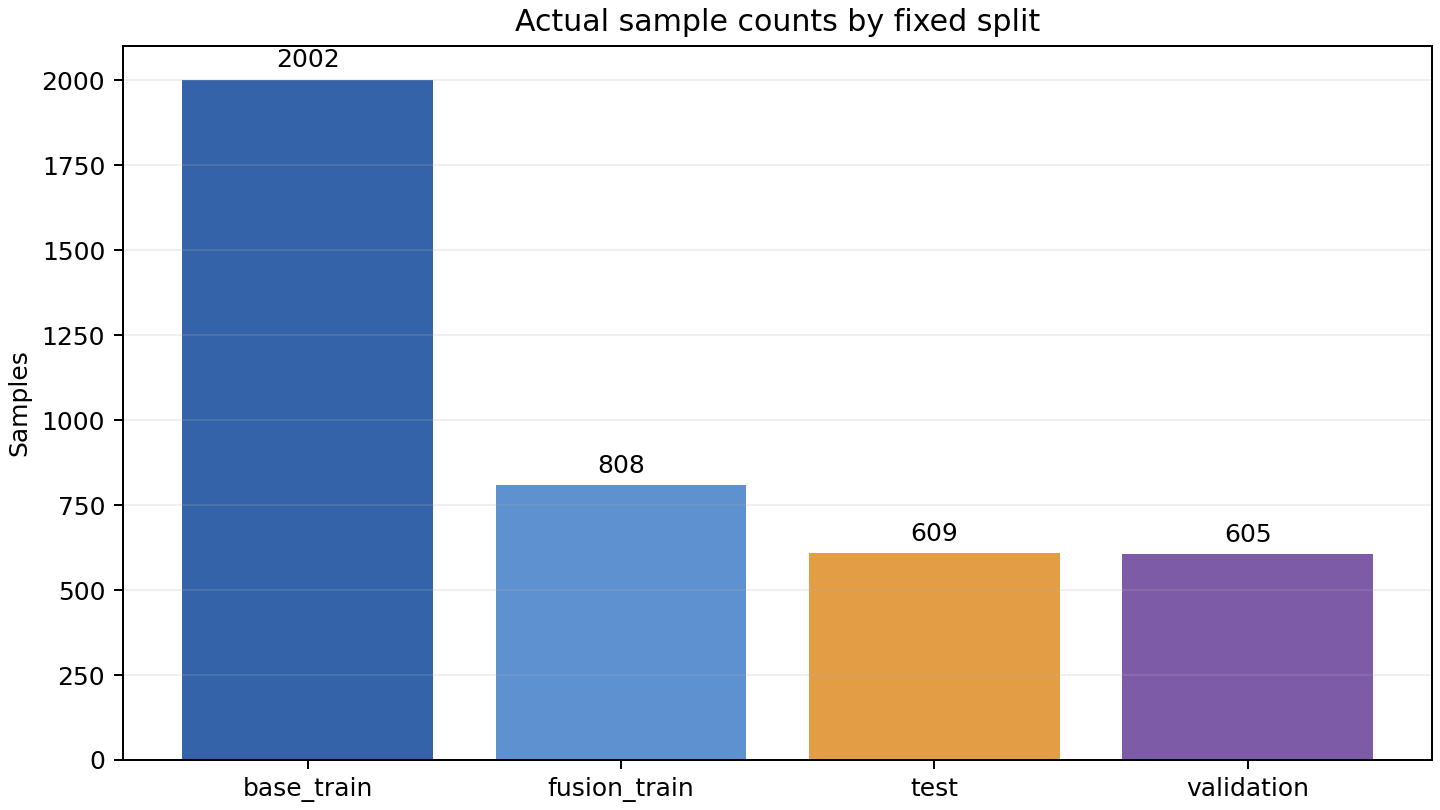 Actual sample counts by fixed split
2002
808
609
605
2000
1750
1500
1250
1000
750
500
250
0
Samples
base_train
fusion_train
test
validation